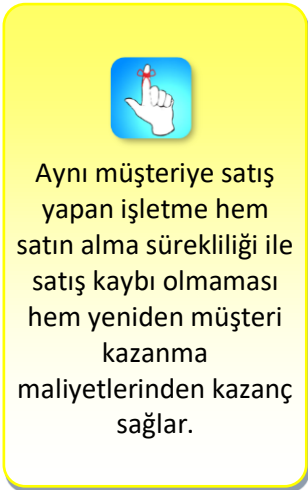 Aynı müşteriye satış
yapan işletme hem
satın alma sürekliliği ile
satış kaybı olmaması
hem yeniden müşteri
kazanma
maliyetlerinden kazanç
sağlar.